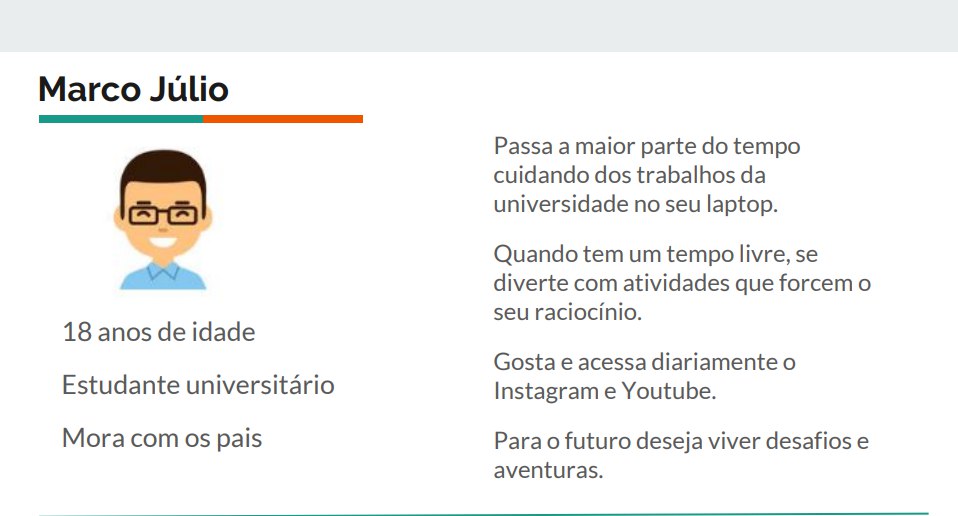 Marco Júlio
18 anos de idade
Estudante universitário
Mora com os pais
Passa a maior parte do tempo
cuidando dos trabalhos da
universidade no seu laptop.
Quando tem um tempo livre, se
diverte com atividades que forcem o
seu raciocínio.
Gosta e acessa diariamente o
Instagram e Youtube.
Para o futuro deseja viver desafios e
aventuras.